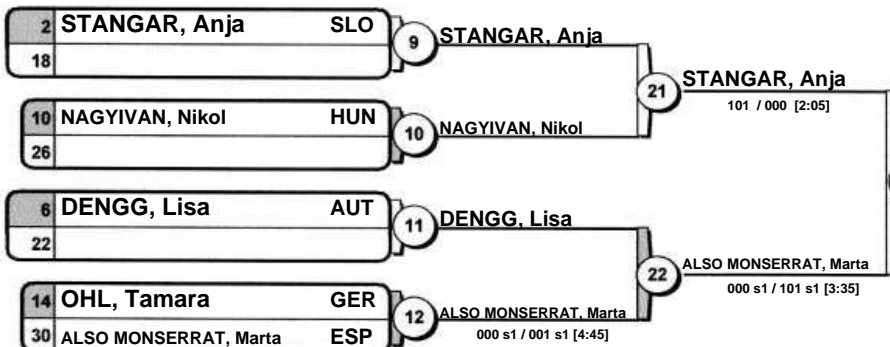 2 STANGAR, Anja SLO
18
9 STANGAR, Anja
10 NAGYIVAN, Nikol HUN
26
10 NAGYIVAN, Nikol
21 STANGAR, Anja
101 / 000 [2:05]
6 DENGG, Lisa AUT
22
11 DENGG, Lisa
14 OHL, Tamara GER
30 ALSO MONSERRAT, Marta ESP
12 ALSO MONSERRAT, Marta
000 s1 / 001 s1 [4:45]
22 ALSO MONSERRAT, Marta
000 s1 / 101 s1 [3:35]